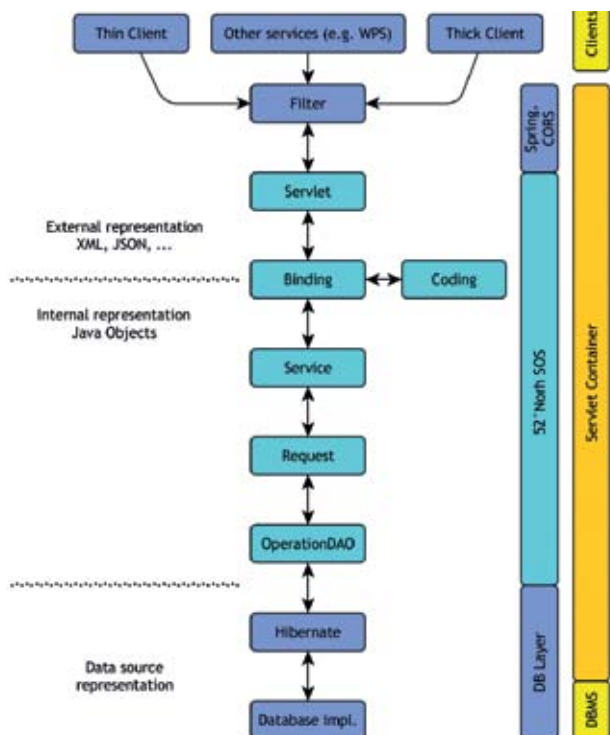 Thin Client
Other services (e.g. WPS)
Thick Client
Clients
Filter
Spring,
CORS
Servlet
External representation
XML, JSON, ...
Binding
Coding
Internal representation
Java Objects
Service
Request
OperationDAO
52°Norh SOS
Servlet Container
Hibernate
Data source
representation
Database Impl.
DB Layer
DBMS